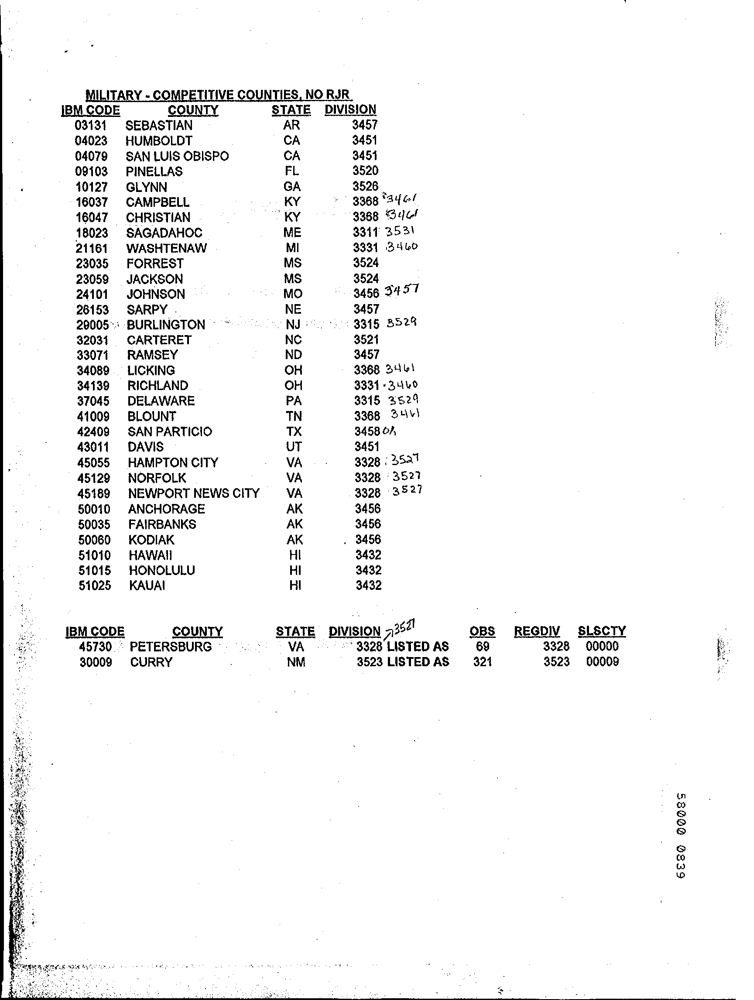 MILITARY - COMPETITIVE COUNTIES, NO RJR
IBM CODE COUNTY STATE DIVISION
03131 SEBASTIAN AR 3457
04023 HUMBOLDT CA 3451
04079 SAN LUIS OBISPO CA 3451
09103 PINELLAS FL 3520
10127 GLYNN GA 3526
16037 CAMPBELL KY 3368 3461
16047 CHRISTIAN KY 3368 3461
18023 SAGADAHOC ME 3311 3531
21161 WASHTENAW MI 3331 3460
23035 FORREST MS 3524
23059 JACKSON MS 3524
24101 JOHNSON MO 3456 3457
26153 SARPY NE 3457
29005 BURLINGTON NJ 3315 3529
32031 CARTERET NC 3521
33071 RAMSEY ND 3457
34089 LICKING OH 3368 3461
34139 RICHLAND OH 3331 3460
37045 DELAWARE PA 3315 3529
41009 BLOUNT TN 3368 3461
42409 SAN PARTICIO TX 3458
43011 DAVIS UT 3451
45055 HAMPTON CITY VA 3328 3527
45129 NORFOLK VA 3328 3527
45189 NEWPORT NEWS CITY VA 3328 3527
50010 ANCHORAGE AK 3456
50035 FAIRBANKS AK 3456
50060 KODIAK AK 3456
51010 HAWAII HI 3432
51015 HONOLULU HI 3432
51025 KAUAI HI 3432
IBM CODE COUNTY STATE DIVISION 3527 OBS REGDIV SLSCTY
45730 PETERSBURG VA 3328 LISTED AS 69 3328 00000
30009 CURRY NM 3523 LISTED AS 321 3523 00009
58000 0839